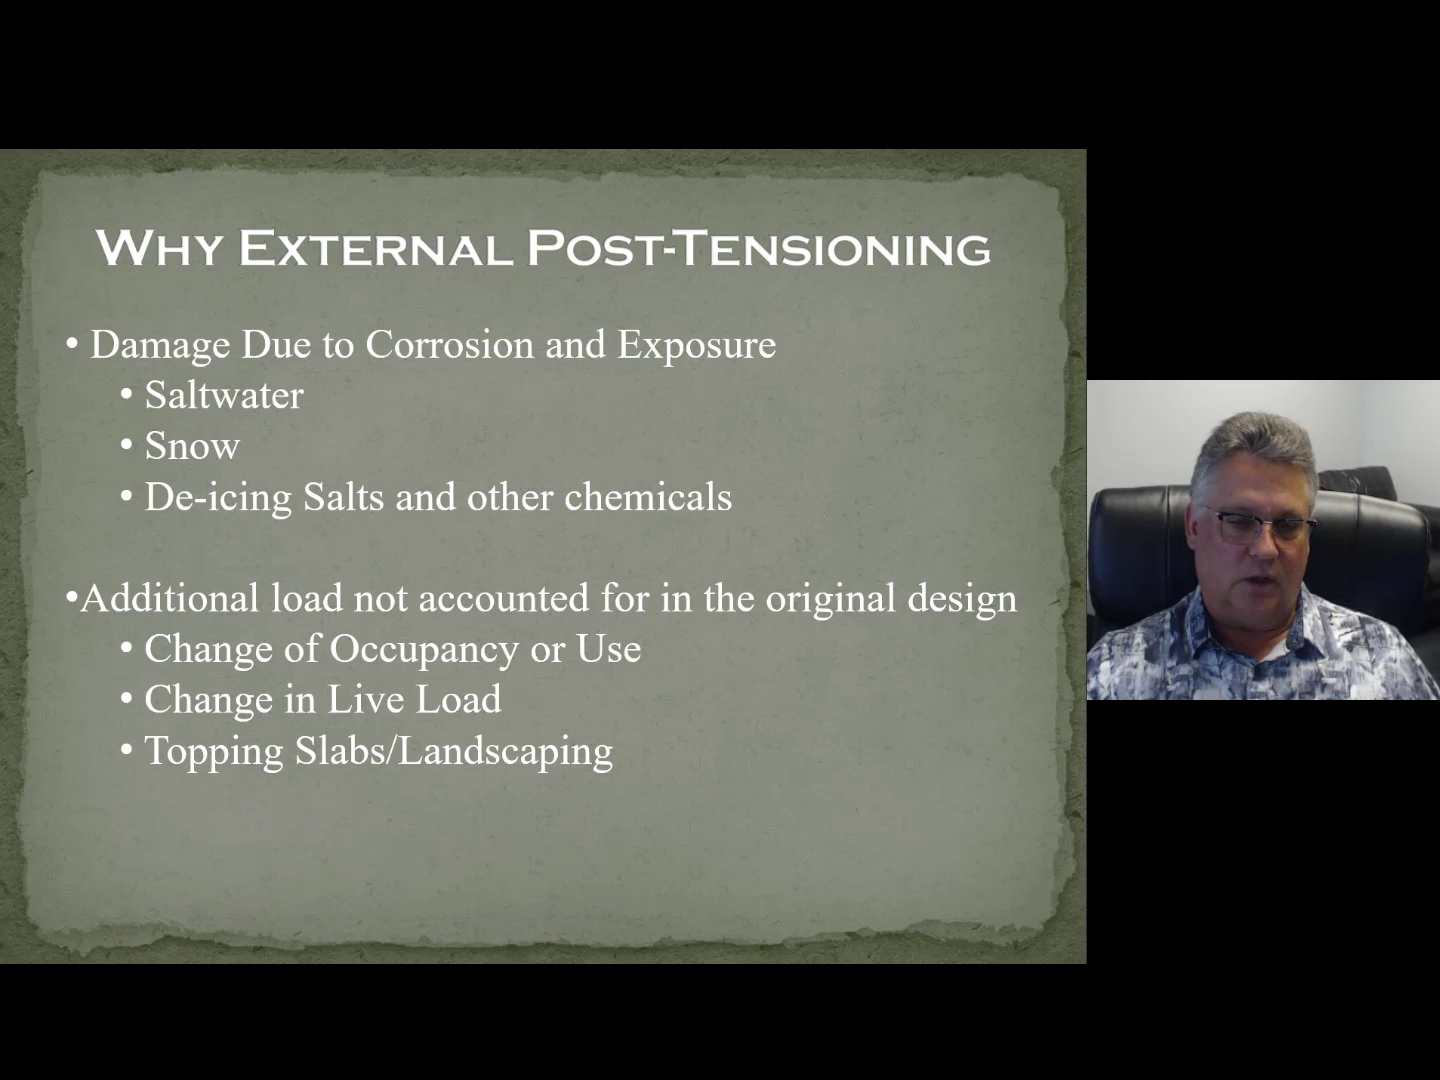 Why External Post-Tensioning
• Damage Due to Corrosion and Exposure
• Saltwater
• Snow
• De-icing Salts and other chemicals
•Additional load not accounted for in the original design
• Change of Occupancy or Use
• Change in Live Load
• Topping Slabs/Landscaping